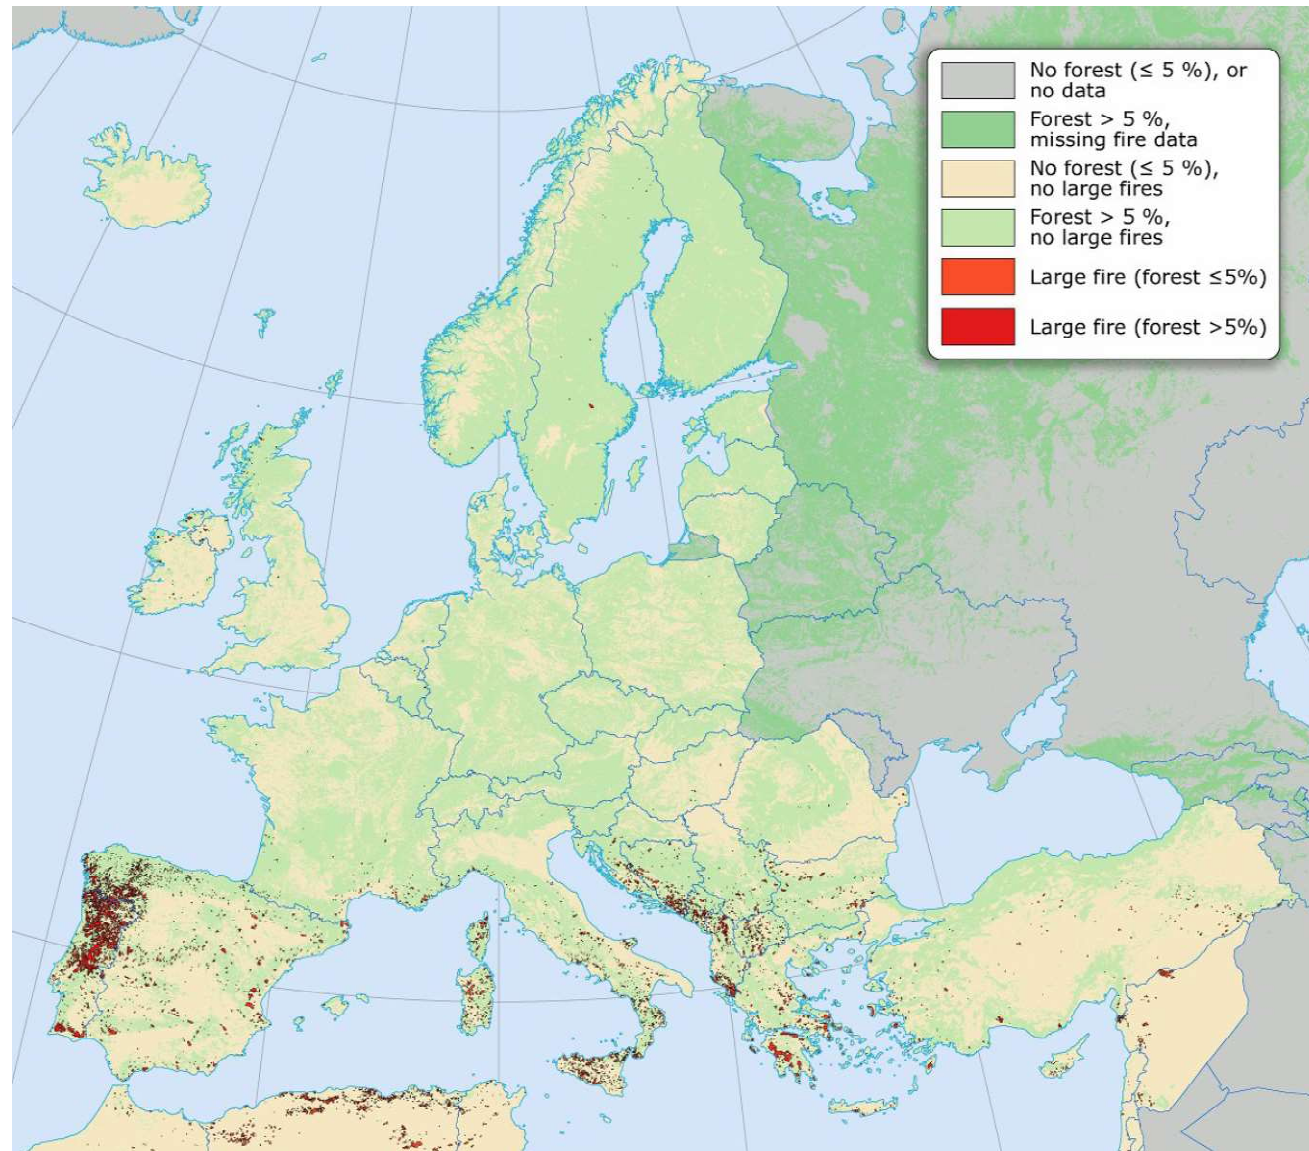 No forest (≤ 5 %), or
no data
Forest > 5 %,
missing fire data
No forest (≤ 5 %),
no large fires
Forest > 5 %,
no large fires
Large fire (forest ≤5%)
Large fire (forest >5%)